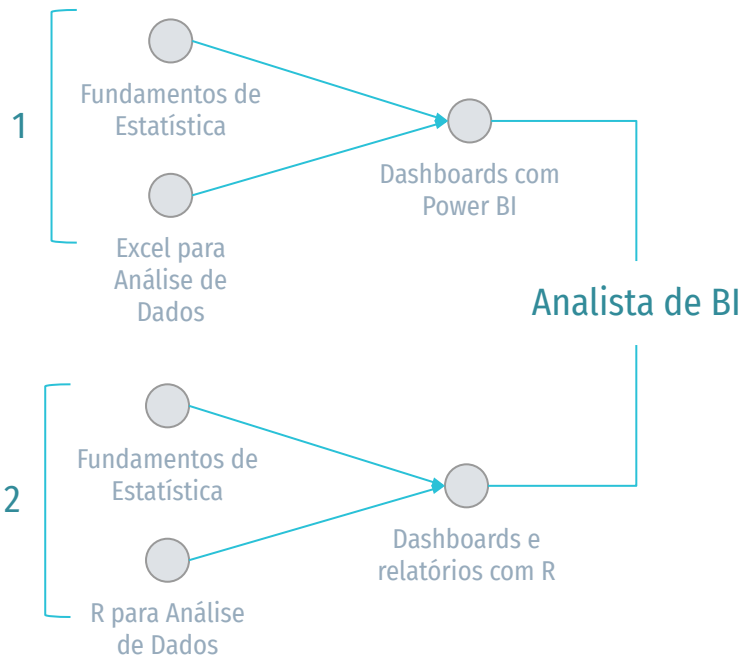 1
Fundamentos de
Estatística
Excel para
Análise de
Dados
Dashboards com
Power BI
Analista de BI
2
Fundamentos de
Estatística
R para Análise
de Dados
Dashboards e
relatórios com R